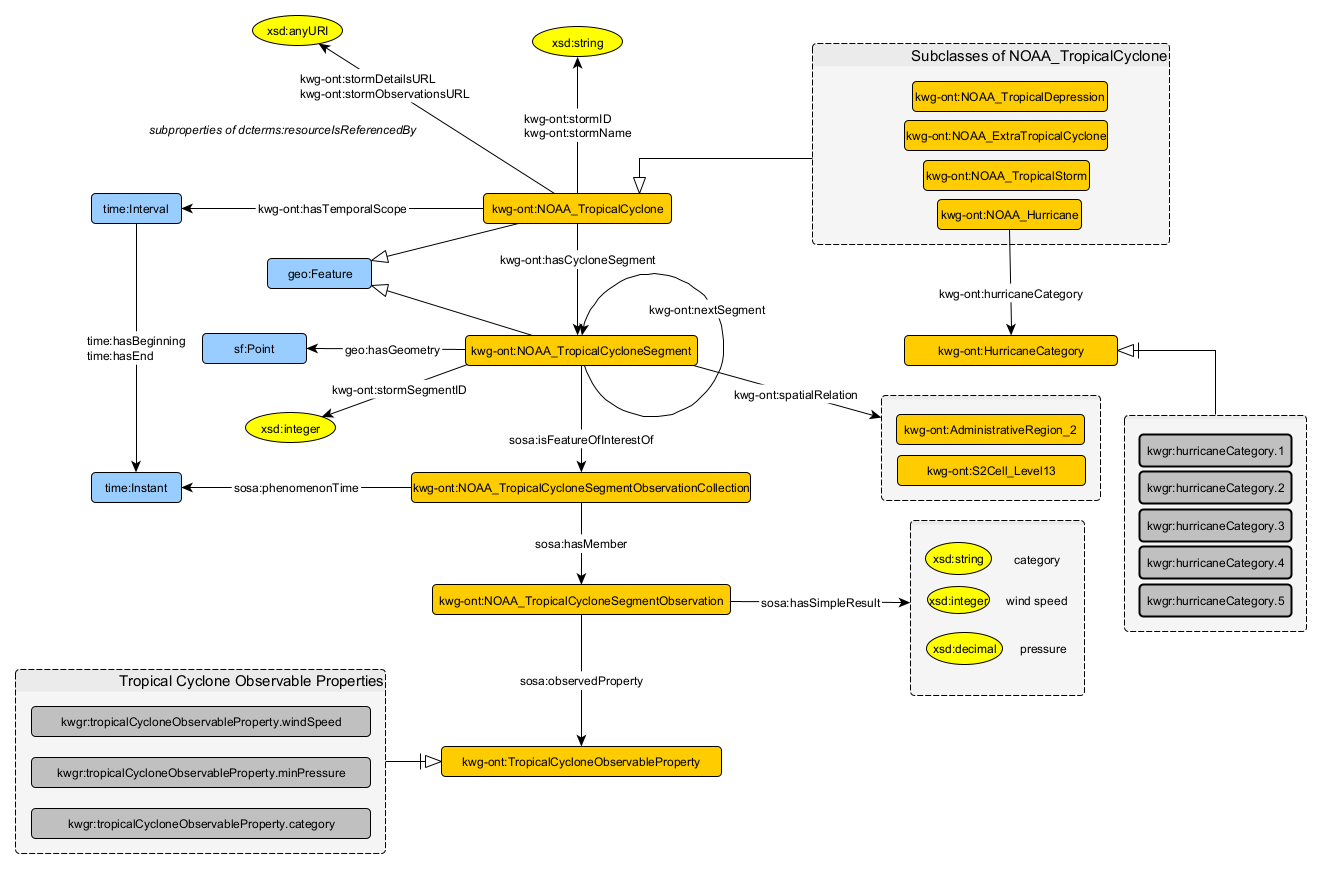 xsd:anyURI
xsd:string
Subclasses of NOAA_TropicalCyclone
kwg-ont:stormDetailsURL
kwg-ont:stormObservationsURL
kwg-ont:NOAA_TropicalDepression
kwg-ont:stormID
kwg-ont:stormName
subproperties of dcterms:resourceIsReferencedBy
kwg-ont:NOAA_ExtraTropicalCyclone
kwg-ont:NOAA_TropicalStorm
time:Interval
kwg-ont:hasTemporalScope
kwg-ont:NOAA_TropicalCyclone
kwg-ont:NOAA_Hurricane
kwg-ont:hasCycloneSegment
geo:Feature
kwg-ont:hurricaneCategory
kwg-ont:nextSegment
time:hasBeginning
time:hasEnd
sf:Point
geo:hasGeometry
kwg-ont:NOAA_TropicalCycloneSegment
kwg-ont:HurricaneCategory
kwg-ont:stormSegmentID
kwg-ont:spatialRelation
xsd:integer
kwg-ont:AdministrativeRegion_2
sosa:isFeatureOfInterestOf
kwgr:hurricaneCategory.1
kwg-ont:S2Cell_Level13
time:Instant
sosa:phenomenonTime
kwg-ont:NOAA_TropicalCycloneSegmentObservationCollection
kwgr:hurricaneCategory.2
kwgr:hurricaneCategory.3
sosa:hasMember
xsd:string
category
kwgr:hurricaneCategory.4
kwg-ont:NOAA_TropicalCycloneSegmentObservation
sosa:hasSimpleResult
xsd:integer
wind speed
kwgr:hurricaneCategory.5
xsd:decimal
pressure
Tropical Cyclone Observable Properties
sosa:observedProperty
kwgr:tropicalCycloneObservableProperty.windSpeed
kwg-ont:TropicalCycloneObservableProperty
kwgr:tropicalCycloneObservableProperty.minPressure
kwgr:tropicalCycloneObservableProperty.category